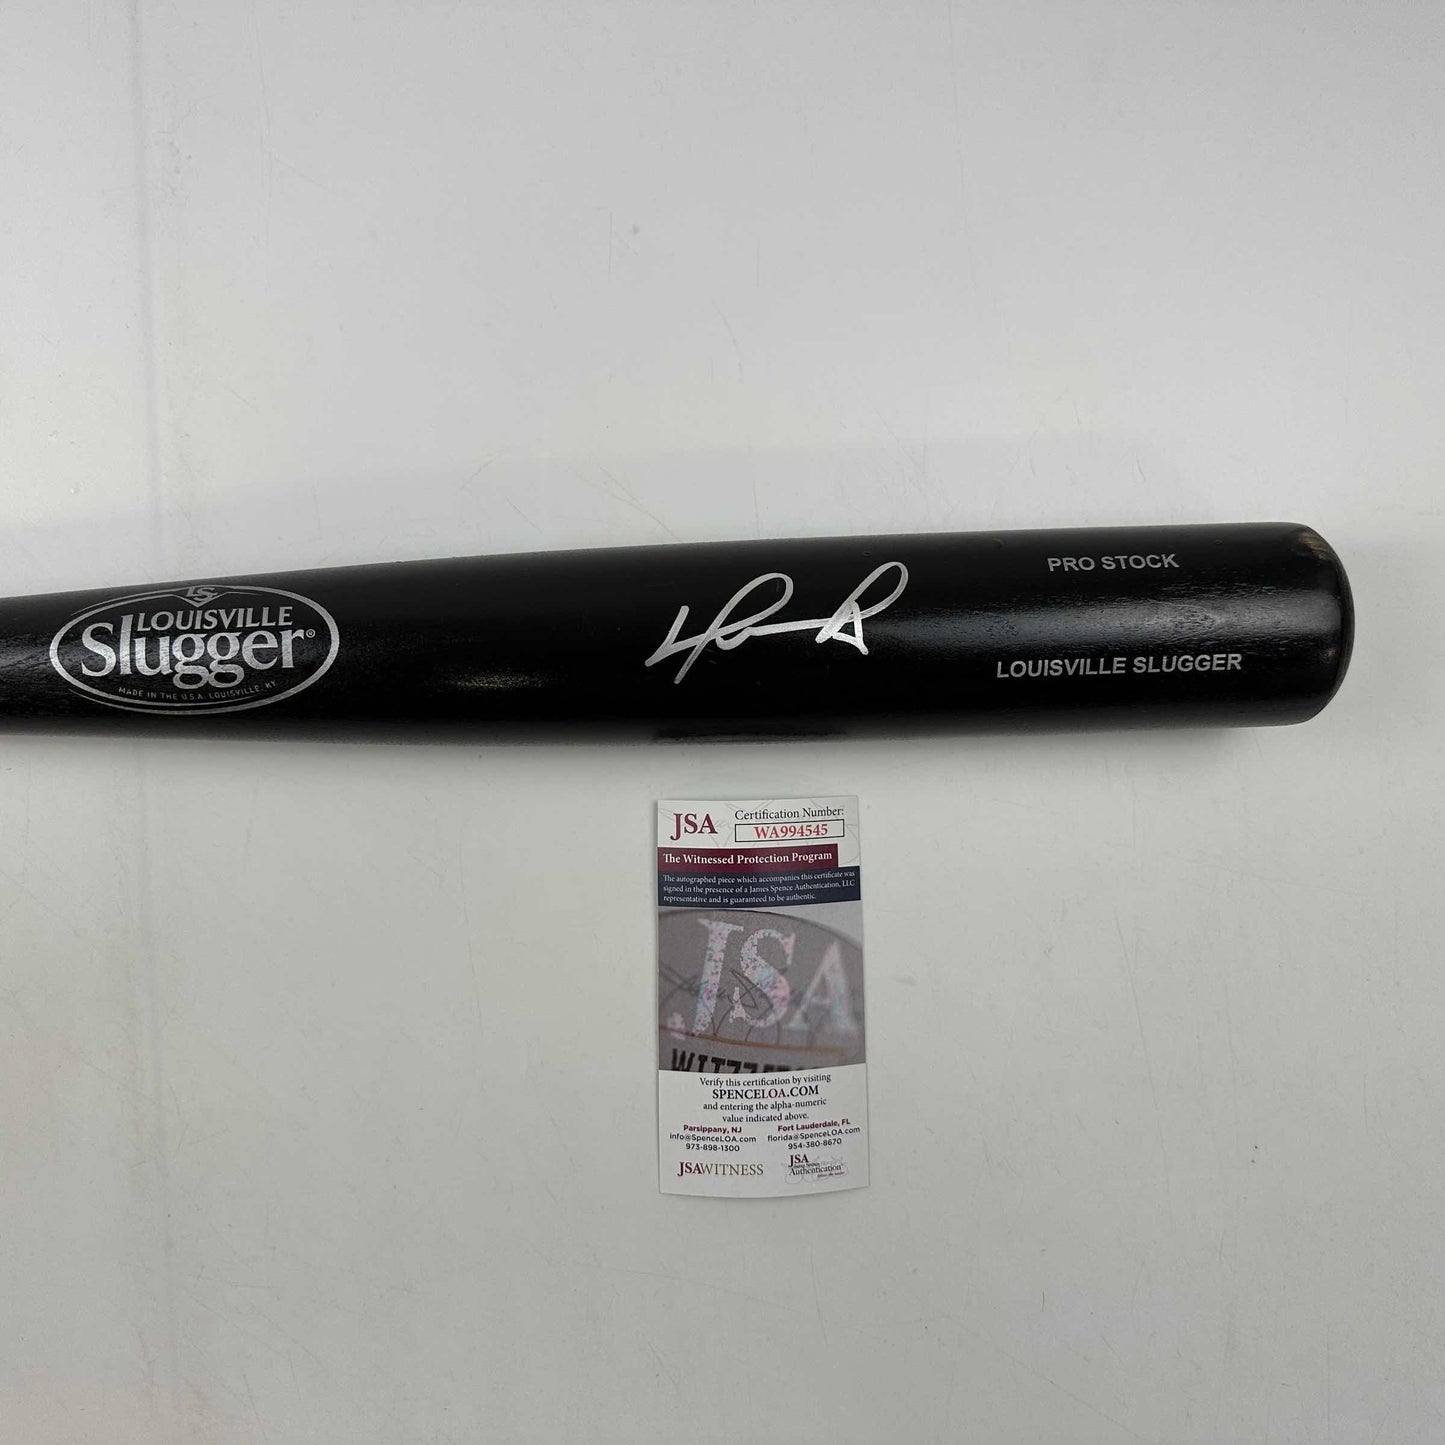 LS
LOUISVILLE
Slugger®
MADE IN THE U.S.A. LOUISVILLE, KY.
PRO STOCK
LOUISVILLE SLUGGER
JSA
Certification Number:
WA994545
The Witnessed Protection Program
The autographed piece which accompanies this certificate was
signed in the presence of a James Spence Authentication, LLC
representative and is guaranteed to be authentic.
JSA
Verify this certification by visiting
SPENCELOA.COM
and entering the alpha-numeric
value indicated above.
Parsippany, NJ
info@SpenceLOA.com
973-898-1300
Fort Lauderdale, FL
florida@SpenceLOA.com
954-380-8670
JSAWITNESS
JSA
James Spence
Authentication